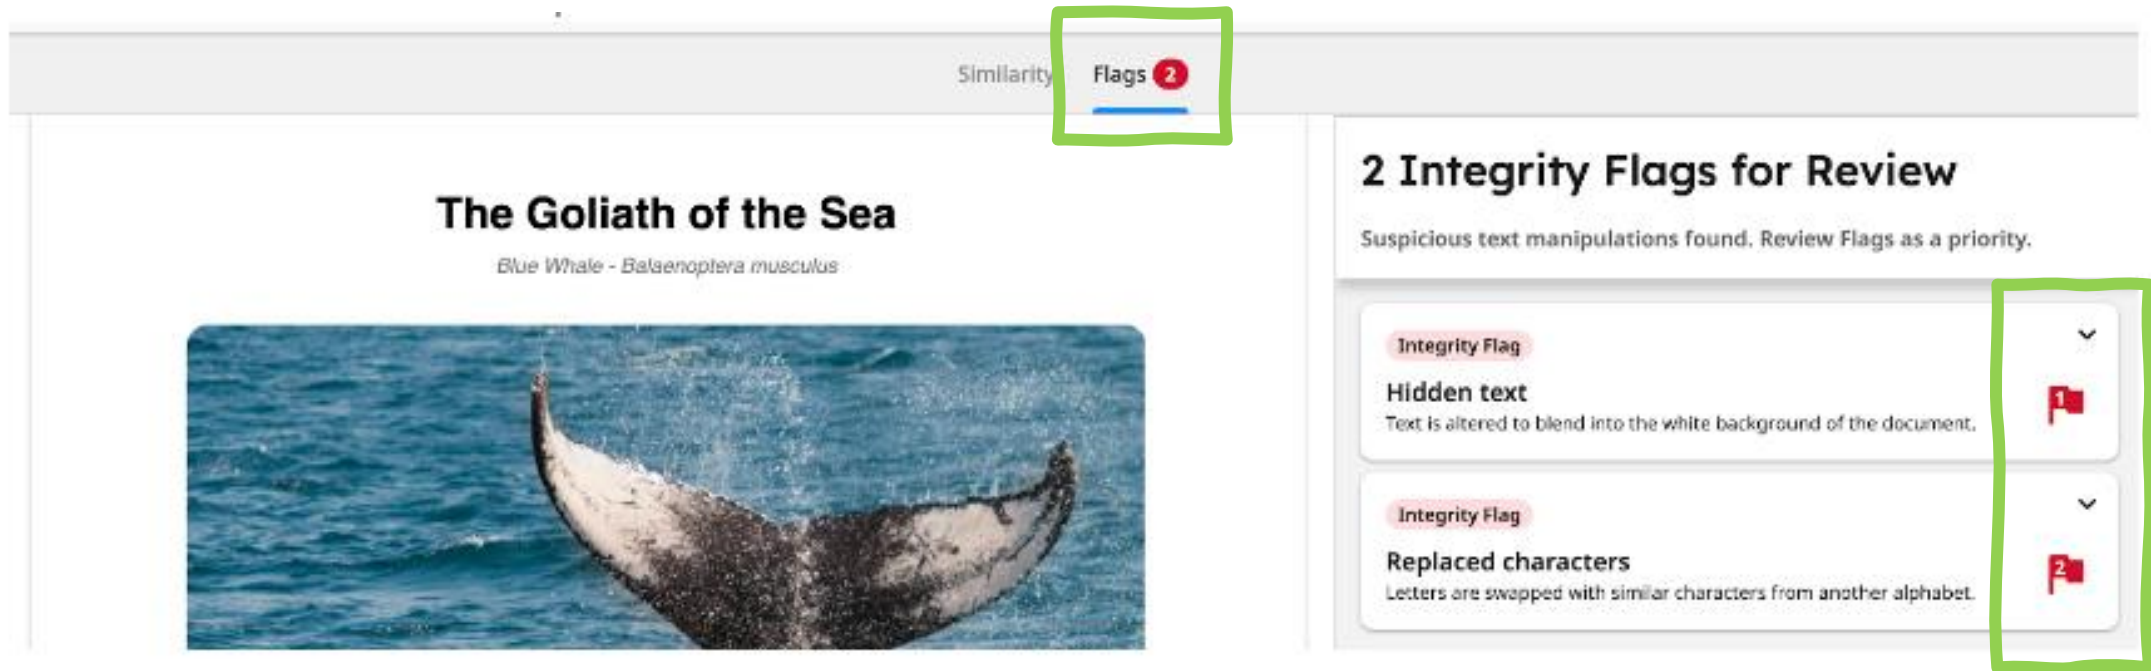 Similarity Flags 2
The Goliath of the Sea
Blue Whale - Balaenoptera musculus
2 Integrity Flags for Review
Suspicious text manipulations found. Review Flags as a priority.
Integrity Flag
Hidden text
Text is altered to blend into the white background of the document.
1
Integrity Flag
Replaced characters
Letters are swapped with similar characters from another alphabet.
2